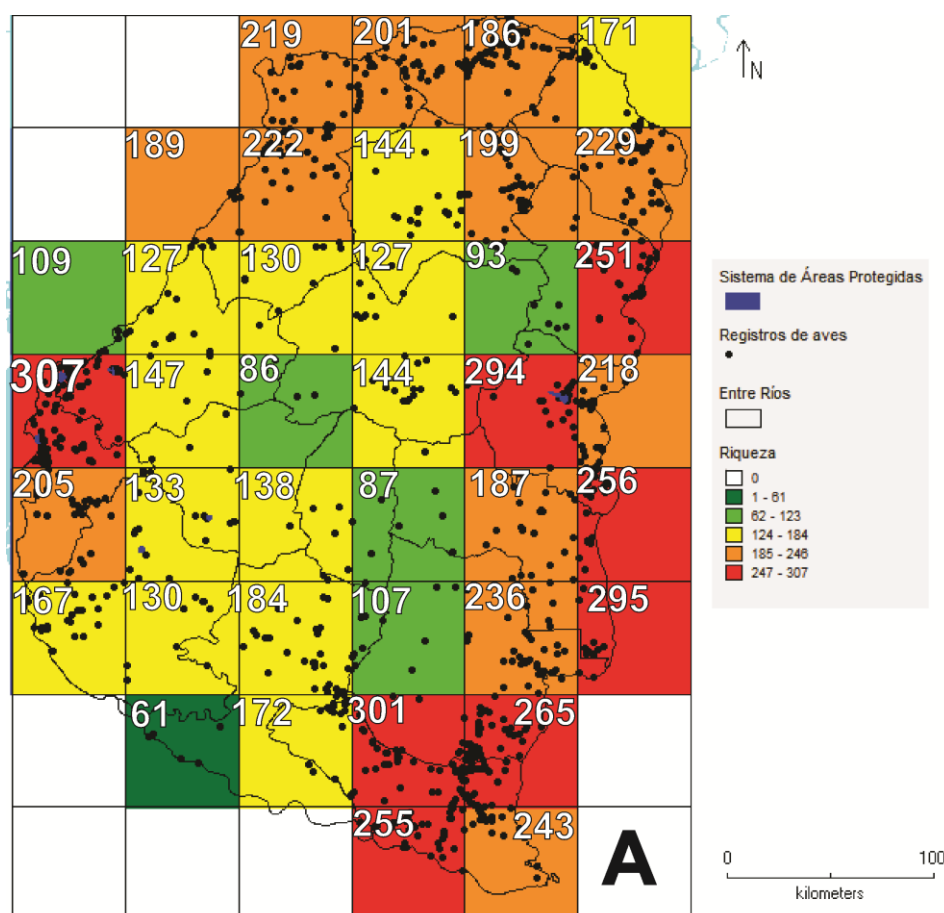 219 201 186 171
N
189 222 144 199 229
109 127 130 127 93 251
307 147 86 144 294 218
205 133 138 87 187 256
167 130 184 107 236 295
61 172 301 265
255 243
A
Sistema de Áreas Protegidas
Registros de aves
Entre Ríos
Riqueza
0
1 - 61
62 - 123
124 - 184
185 - 246
247 - 307
0 100
kilometers